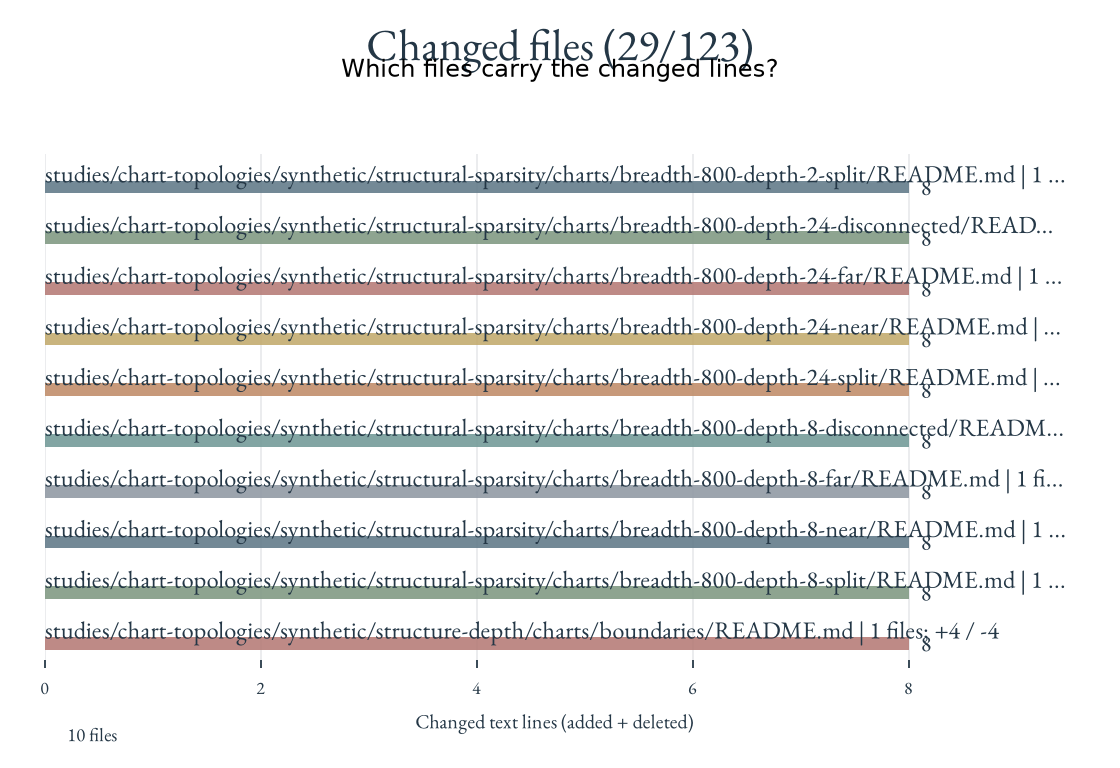 Changed files (29/123)
Which files carry the changed lines?
studies/chart-topologies/synthetic/structural-sparsity/charts/breadth-800-depth-2-split/README.md | 1 ...
8
studies/chart-topologies/synthetic/structural-sparsity/charts/breadth-800-depth-24-disconnected/READ...
8
studies/chart-topologies/synthetic/structural-sparsity/charts/breadth-800-depth-24-far/README.md | 1 ...
8
studies/chart-topologies/synthetic/structural-sparsity/charts/breadth-800-depth-24-near/README.md | ...
8
studies/chart-topologies/synthetic/structural-sparsity/charts/breadth-800-depth-24-split/README.md | ...
8
studies/chart-topologies/synthetic/structural-sparsity/charts/breadth-800-depth-8-disconnected/READM...
8
studies/chart-topologies/synthetic/structural-sparsity/charts/breadth-800-depth-8-far/README.md | 1 fi...
8
studies/chart-topologies/synthetic/structural-sparsity/charts/breadth-800-depth-8-near/README.md | 1 ...
8
studies/chart-topologies/synthetic/structural-sparsity/charts/breadth-800-depth-8-split/README.md | 1 ...
8
studies/chart-topologies/synthetic/structure-depth/charts/boundaries/README.md | 1 files; +4 / -4
8
0 2 4 6 8
Changed text lines (added + deleted)
10 files